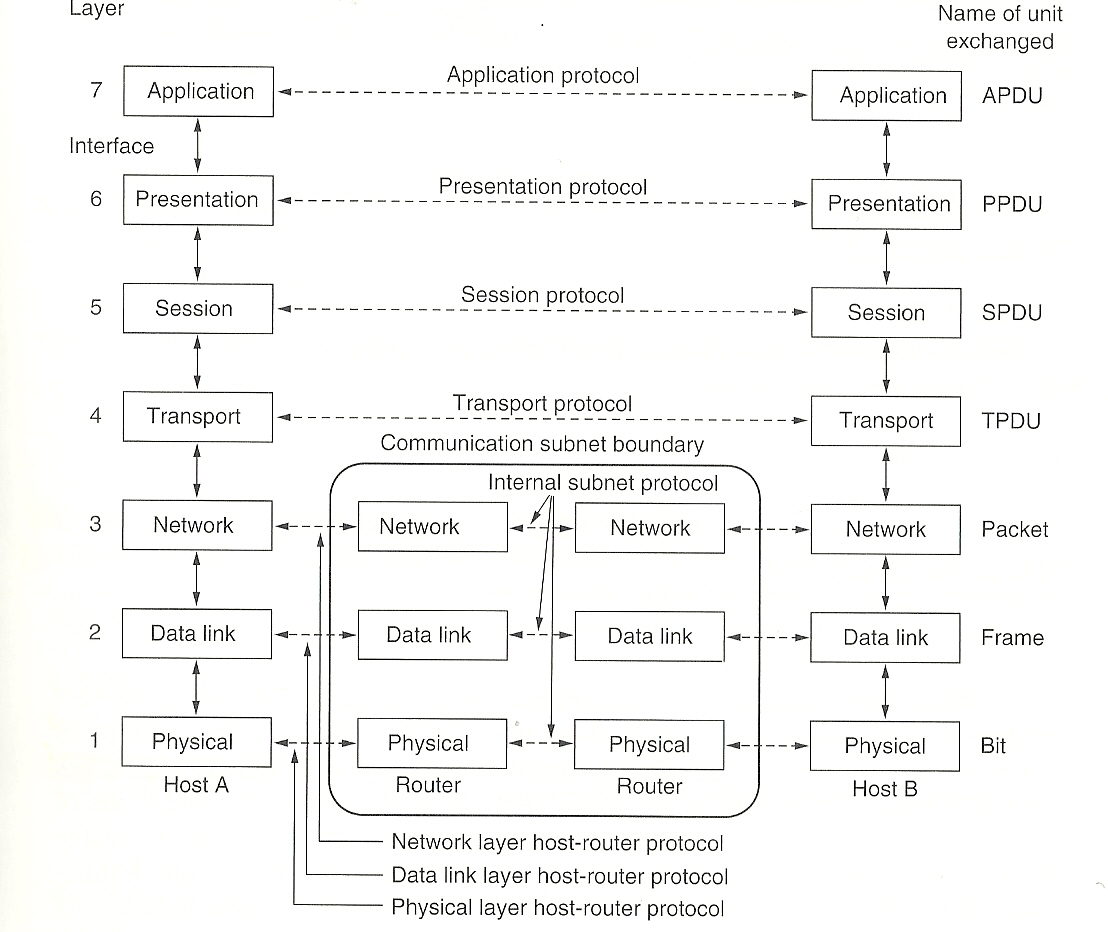 Layer
Name of unit
exchanged
7
Application
Application protocol
Application
APDU
Interface
6
Presentation
Presentation protocol
Presentation
PPDU
5
Session
Session protocol
Session
SPDU
4
Transport
Transport protocol
Transport
TPDU
Communication subnet boundary
Internal subnet protocol
3
Network
Network
Network
Network
Packet
2
Data link
Data link
Data link
Data link
Frame
1
Physical
Physical
Physical
Physical
Bit
Host A
Router
Router
Host B
Network layer host-router protocol
Data link layer host-router protocol
Physical layer host-router protocol